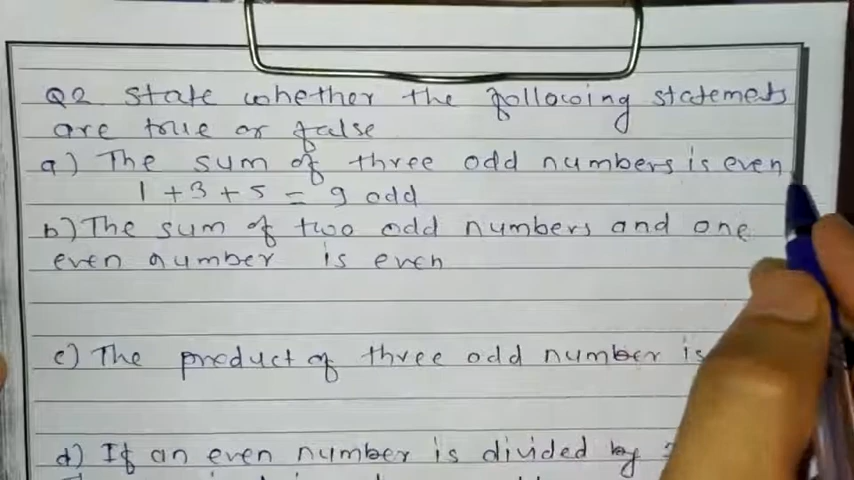 Q2 State whether the following statements
are true or false
a) The sum of three odd numbers is even
1 + 3 + 5 = 9 odd
b) The sum of two odd numbers and one
even number is even
c) The product of three odd number is
d) If an even number is divided by